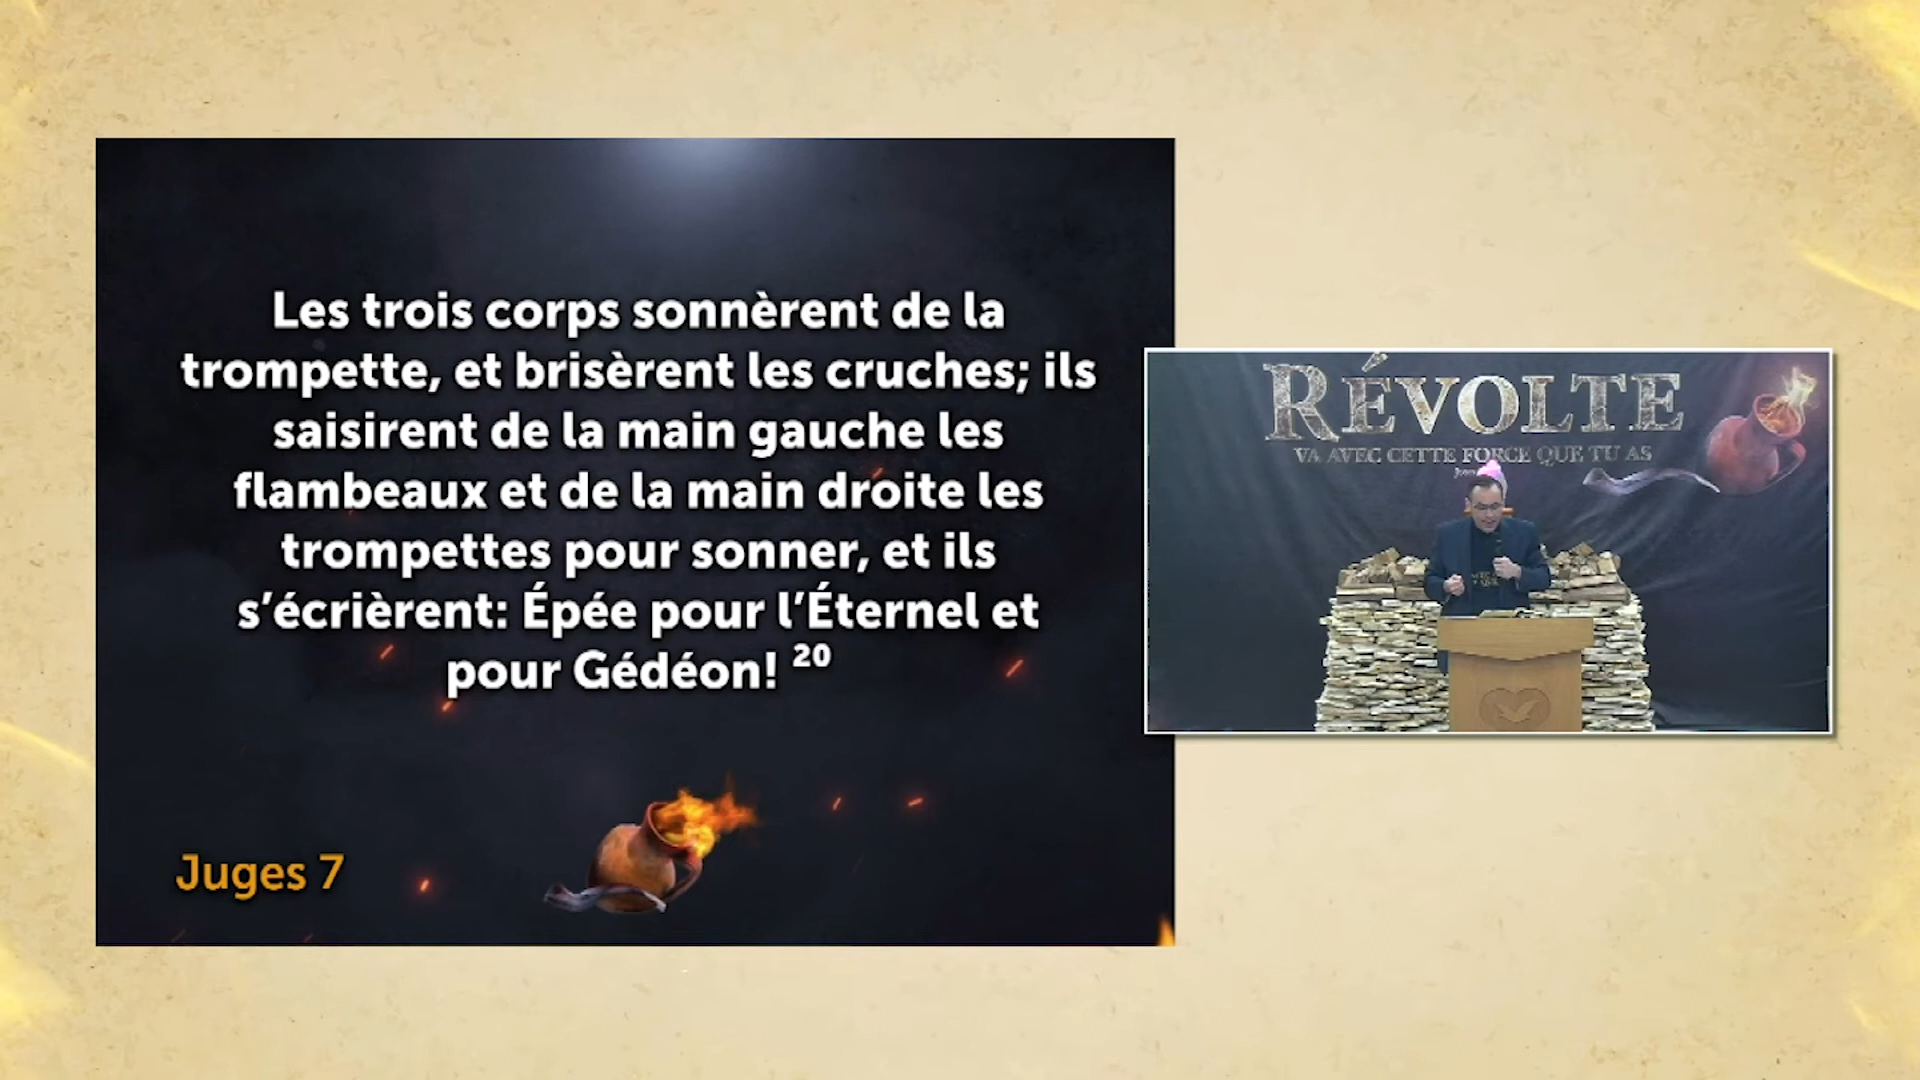 Les trois corps sonnèrent de la
trompette, et brisèrent les cruches; ils
saisirent de la main gauche les
flambeaux et de la main droite les
trompettes pour sonner, et ils
s’écrièrent: Épée pour l’Éternel et
pour Gédéon! 20
Juges 7
RÉVOLTE
VA AVEC CETTE FORCE QUE TU AS